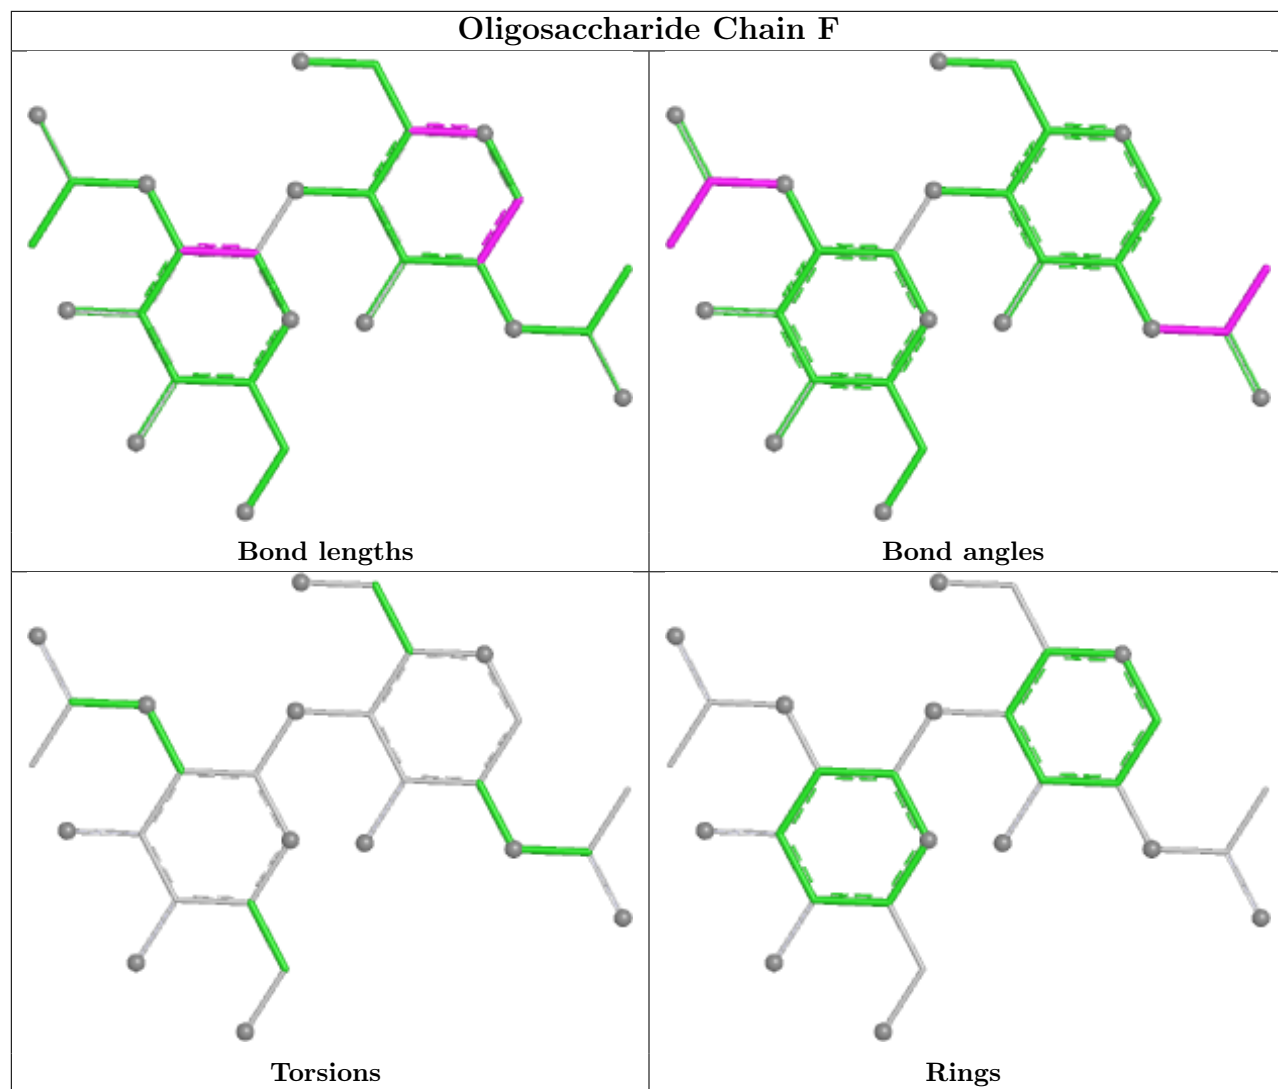 Oligosaccharide Chain F
Bond lengths
Bond angles
Torsions
Rings